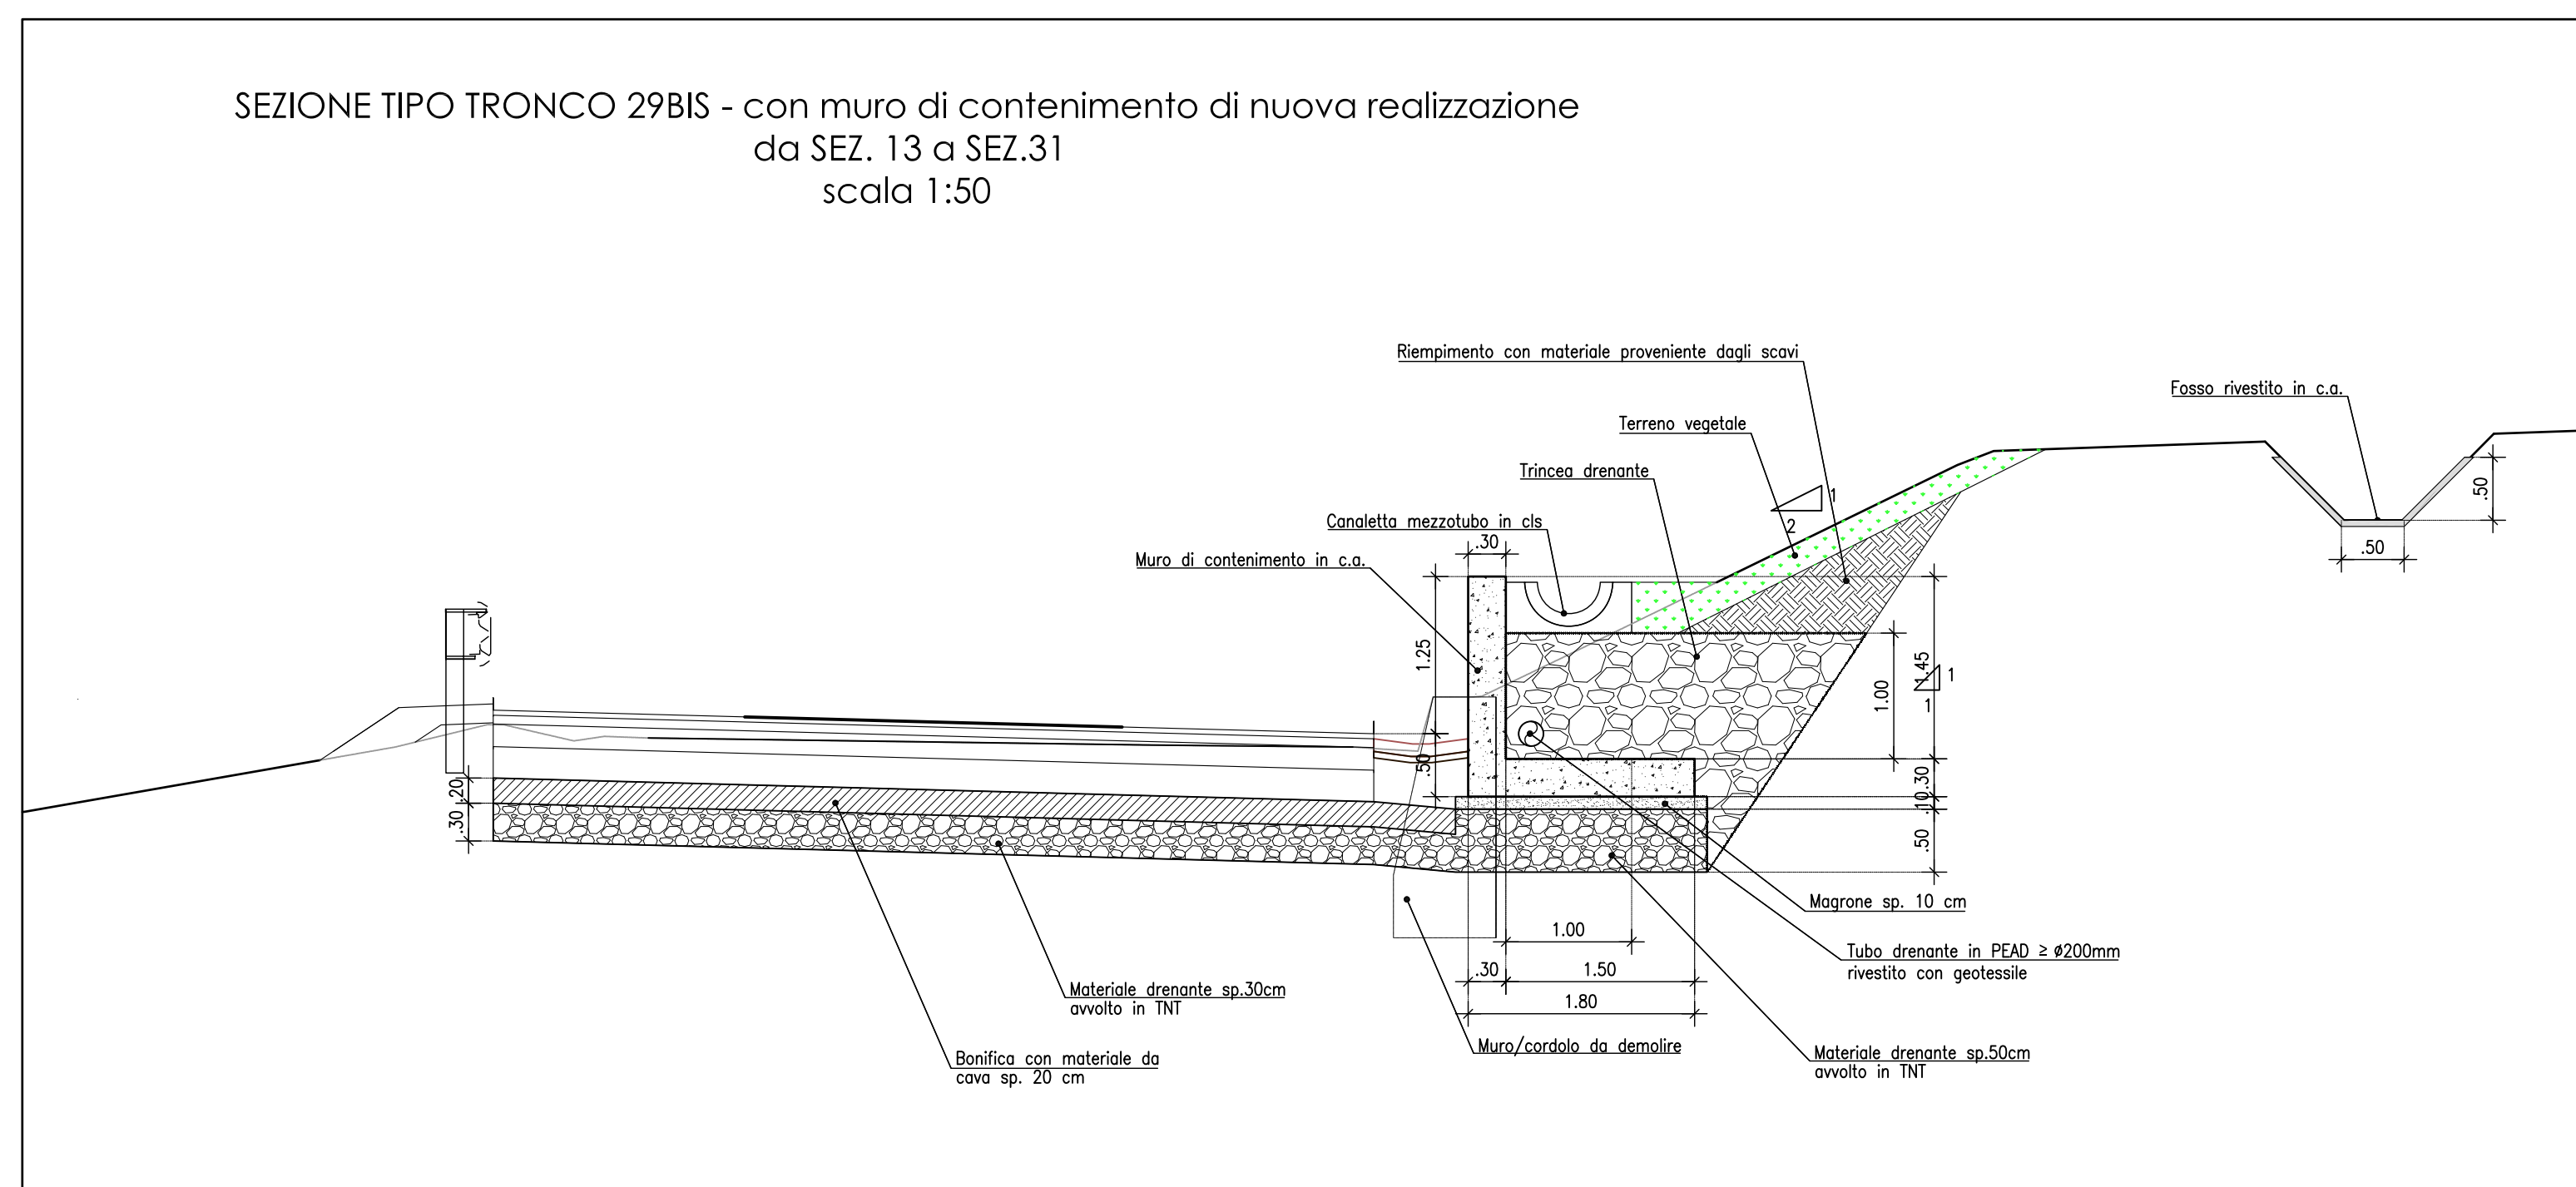 SEZIONE TIPO TRONCO 29BIS - con muro di contenimento di nuova realizzazione
da SEZ. 13 a SEZ.31
scala 1:50
Riempimento con materiale proveniente dagli scavi
Fosso rivestito in c.a.
Terreno vegetale
Trincea drenante
1
2
.50
.50
Canaletta mezzotubo in cls
.30
Muro di contenimento in c.a.
1.25
1.45
1
1
1.00
.50
.20
.30
.30
.10
.50
Magrone sp. 10 cm
1.00
Tubo drenante in PEAD ≥ ø200mm
rivestito con geotessile
.30
1.50
1.80
Materiale drenante sp.30cm
avvolto in TNT
Muro/cordolo da demolire
Materiale drenante sp.50cm
avvolto in TNT
Bonifica con materiale da
cava sp. 20 cm